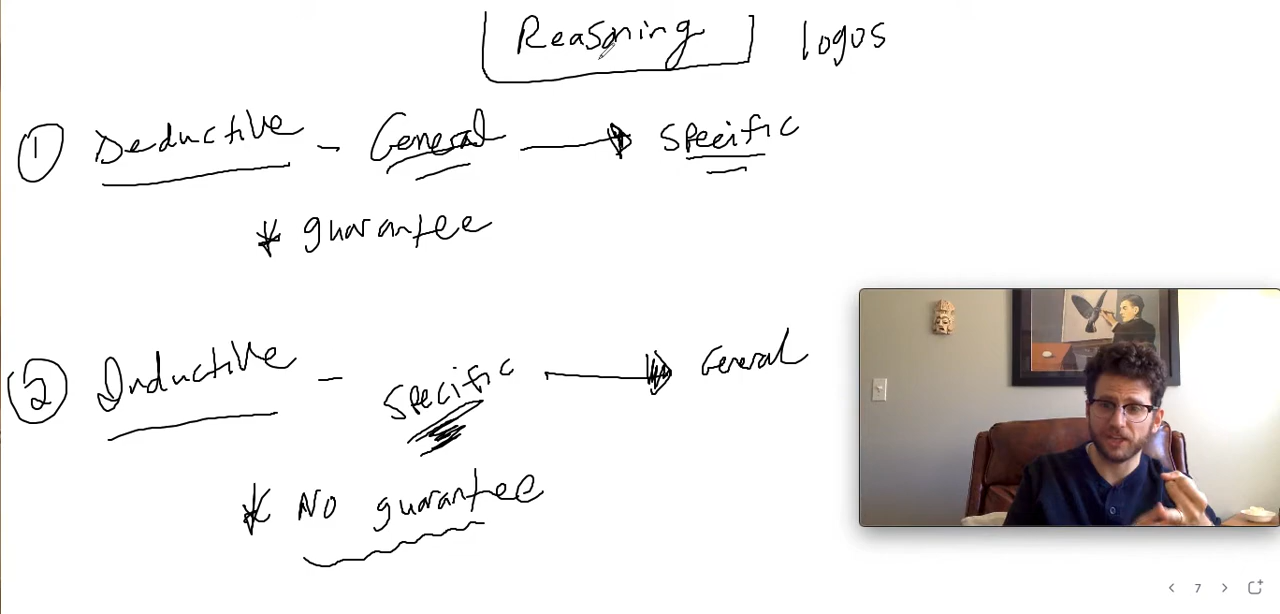 Reasoning logos
① Deductive - General → Specific
* guarantee
② Inductive - Specific → General
* No guarantee
< 7 >